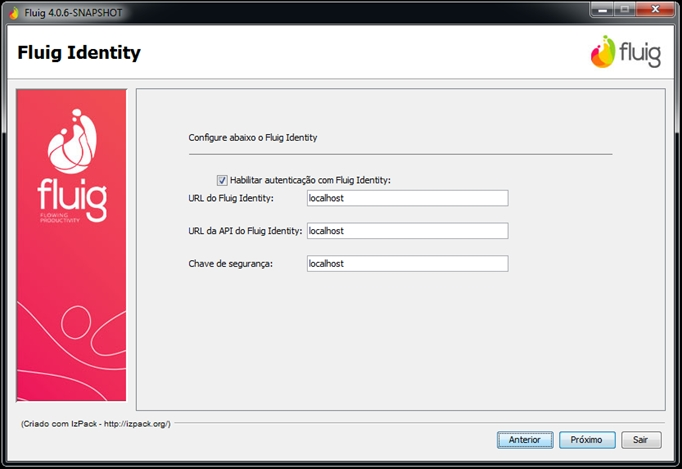 Fluig 4.0.6-SNAPSHOT
Fluig Identity
fluig
fluig
FLOWING
PRODUCTIVITY
Configure abaixo o Fluig Identity
Habilitar autenticação com Fluig Identity:
URL do Fluig Identity: localhost
URL da API do Fluig Identity: localhost
Chave de segurança: localhost
(Criado com IzPack - http://izpack.org/)
Anterior Próximo Sair